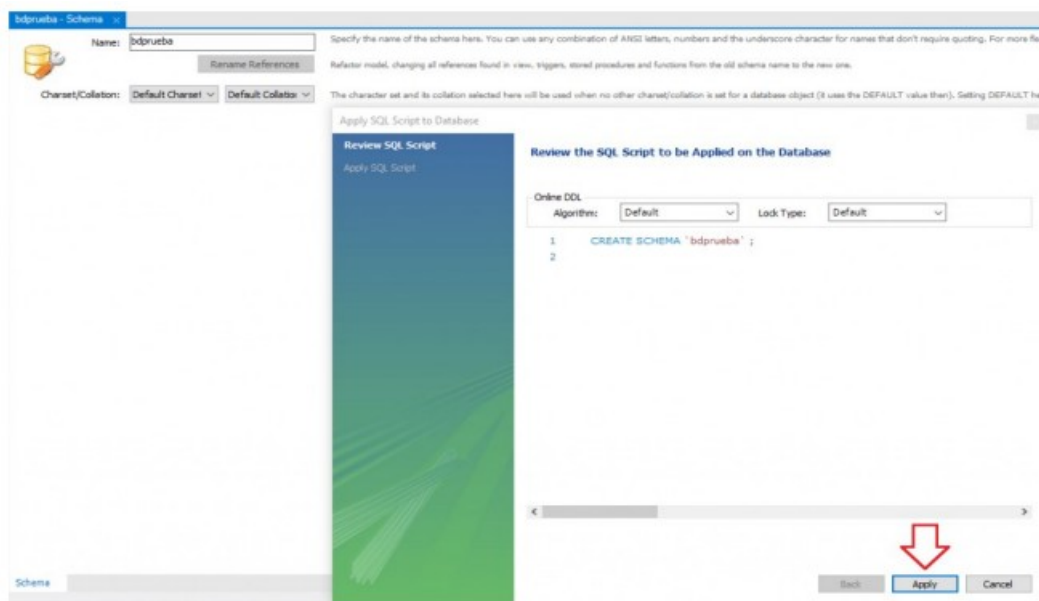 bdprueba - Schema
Name: bdprueba
Specify the name of the schema here. You can use any combination of ANSI letters, numbers and the underscore character for names that don't require quoting. For more
Rename References
Refactor model, changing all references found in view, triggers, stored procedures and functions from the old schema name to the new one.
Charset/Collation: Default Charset Default Collation
The character set and its collation selected here will be used when no other charset/collation is set for a database object (it uses the DEFAULT value then). Setting DEFAULT
Apply SQL Script to Database
Review SQL Script
Apply SQL Script
Review the SQL Script to be Applied on the Database
Online DDL
Algorithm: Default Lock Type: Default
1 CREATE SCHEMA `bdprueba` ;
2
Back Apply Cancel
Schema